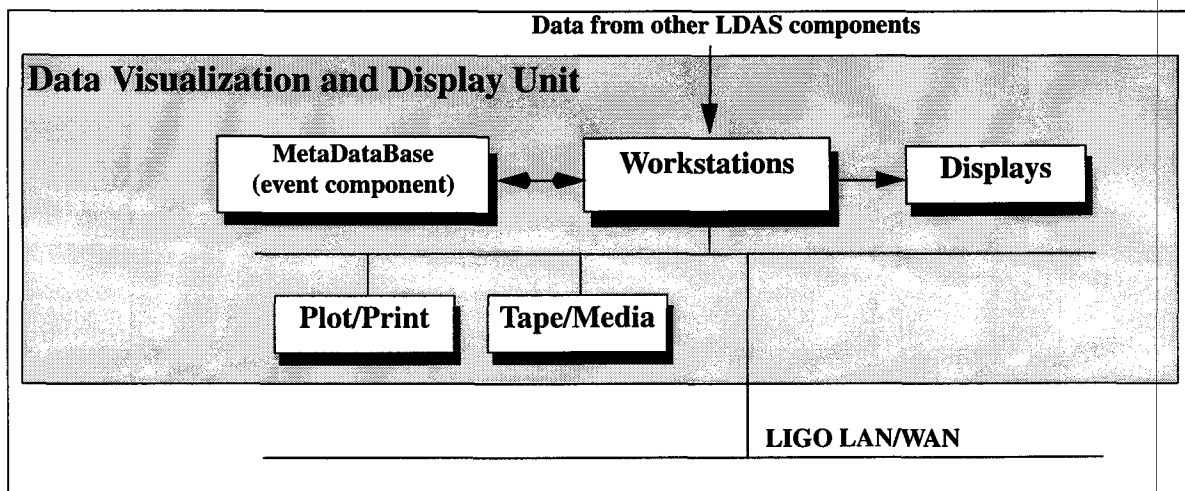 Data from other LDAS components
Data Visualization and Display Unit
MetaDataBase
(event component)
Workstations
Displays
Plot/Print
Tape/Media
LIGO LAN/WAN